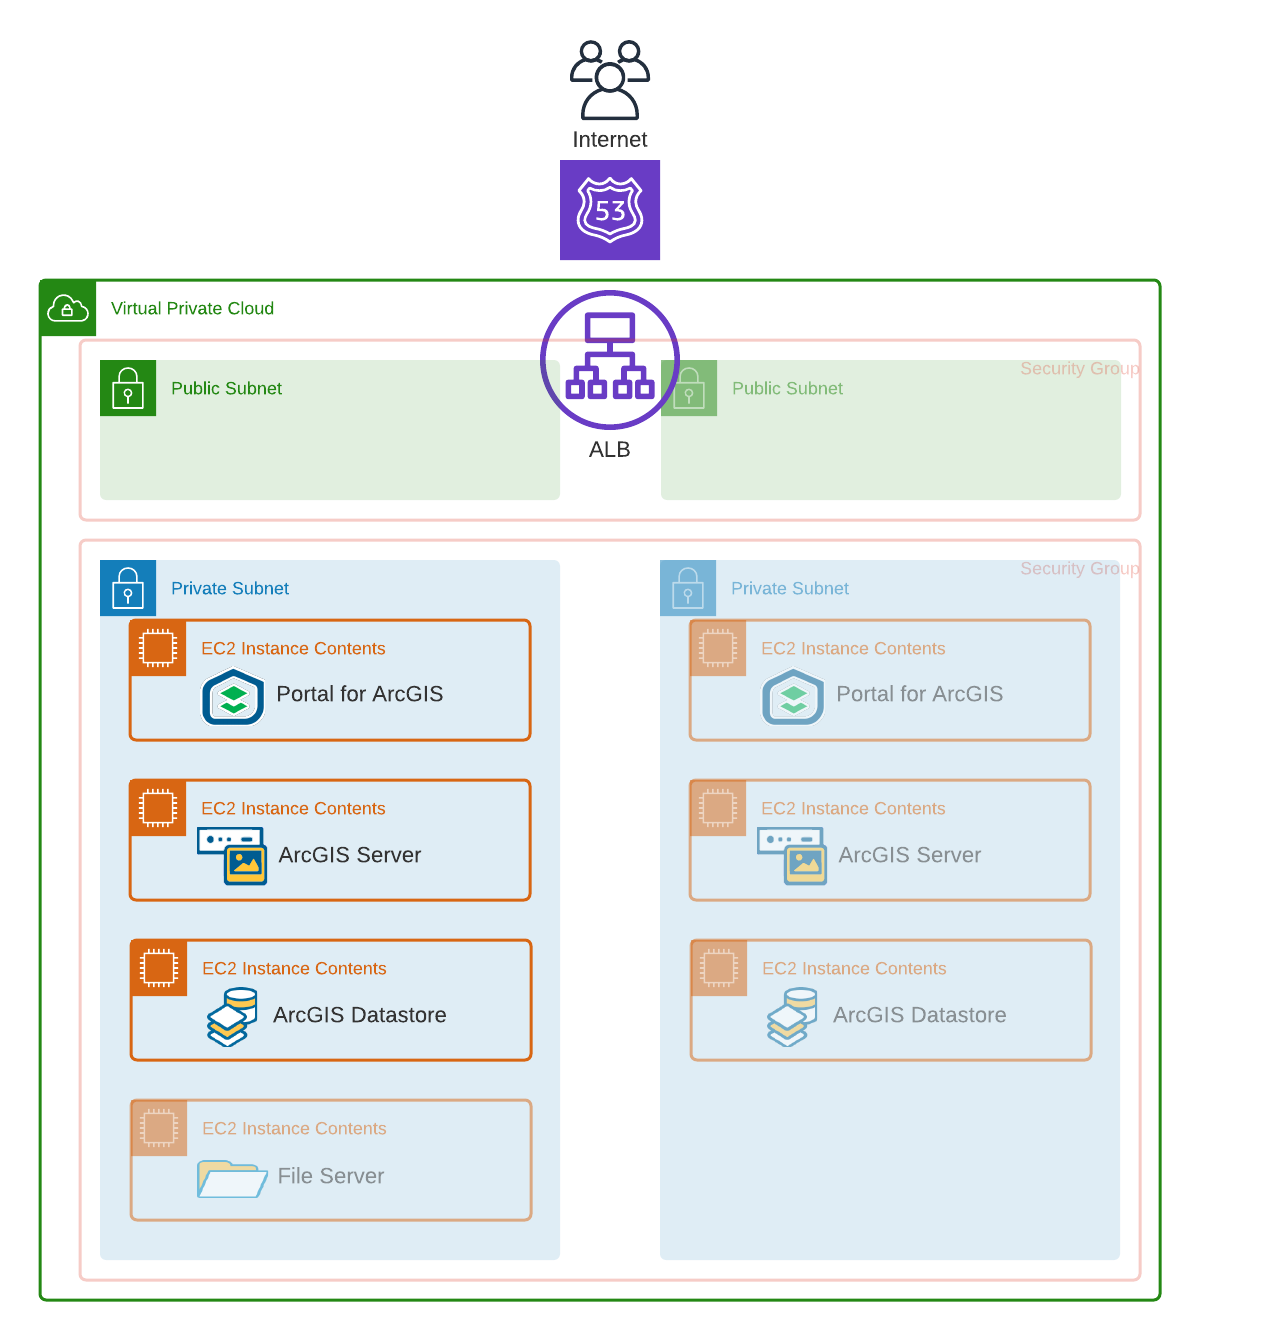 Internet
53
Virtual Private Cloud
Security Group
Public Subnet
Public Subnet
ALB
Security Group
Private Subnet
Private Subnet
EC2 Instance Contents
Portal for ArcGIS
EC2 Instance Contents
Portal for ArcGIS
EC2 Instance Contents
ArcGIS Server
EC2 Instance Contents
ArcGIS Server
EC2 Instance Contents
ArcGIS Datastore
EC2 Instance Contents
ArcGIS Datastore
EC2 Instance Contents
File Server